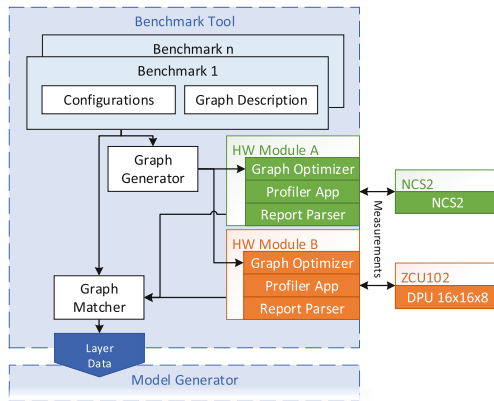 Benchmark Tool
Benchmark n
Benchmark 1
Configurations
Graph Description
Graph
Generator
HW Module A
Graph Optimizer
Profiler App
Report Parser
NCS2
NCS2
Measurements
HW Module B
Graph Optimizer
Profiler App
Report Parser
ZCU102
DPU 16x16x8
Graph
Matcher
Layer
Data
Model Generator